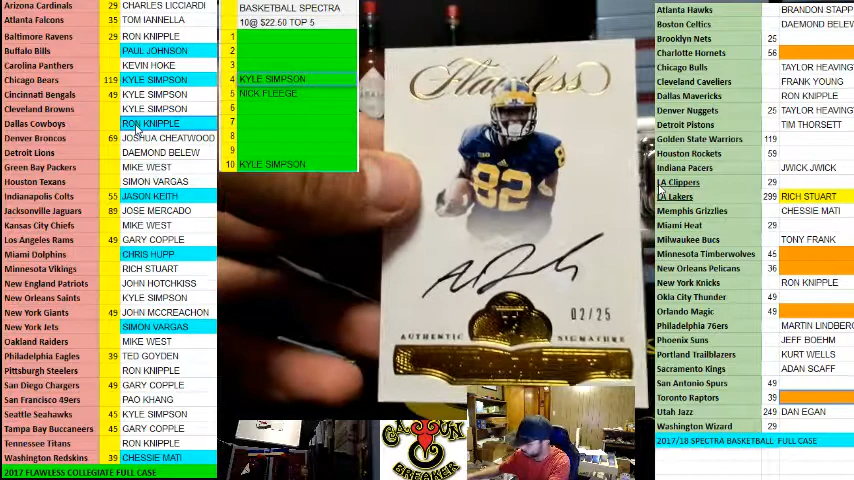 Arizona Cardinals 29 CHARLES LICCIARDI
Atlanta Falcons 35 TOM IANNELLA
Baltimore Ravens 29 RON KNIPPLE
Buffalo Bills PAUL JOHNSON
Carolina Panthers KEVIN HOKE
Chicago Bears 119 KYLE SIMPSON
Cincinnati Bengals 49 KYLE SIMPSON
Cleveland Browns KYLE SIMPSON
Dallas Cowboys RON KNIPPLE
Denver Broncos 69 JOSHUA CHEATWOOD
Detroit Lions DAEMOND BELEW
Green Bay Packers MIKE WEST
Houston Texans SIMON VARGAS
Indianapolis Colts 55 JASON KEITH
Jacksonville Jaguars 89 JOSE MERCADO
Kansas City Chiefs MIKE WEST
Los Angeles Rams 49 GARY COPPLE
Miami Dolphins CHRIS HUPP
Minnesota Vikings RICH STUART
New England Patriots JOHN HOTCHKISS
New Orleans Saints KYLE SIMPSON
New York Giants 49 JOHN MCCREACHON
New York Jets SIMON VARGAS
Oakland Raiders MIKE WEST
Philadelphia Eagles 39 TED GOYDEN
Pittsburgh Steelers RON KNIPPLE
San Diego Chargers 49 GARY COPPLE
San Francisco 49ers PAO KHANG
Seattle Seahawks 45 KYLE SIMPSON
Tampa Bay Buccaneers 45 GARY COPPLE
Tennessee Titans RON KNIPPLE
Washington Redskins 39 CHESSIE MATI
2017 FLAWLESS COLLEGIATE FULL CASE
BASKETBALL SPECTRA
10@ $22.50 TOP 5
1
2
3
4 KYLE SIMPSON
5 NICK FLEEGE
6
7
8
9
10 KYLE SIMPSON
Flawless
82
02/25
AUTHENTIC SIGNATURE
CAJUN
BREAKER
Atlanta Hawks BRANDON STAPP
Boston Celtics DAEMOND BELEW
Brooklyn Nets 25
Charlotte Hornets 56
Chicago Bulls TAYLOR HEAVING
Cleveland Caveliers FRANK YOUNG
Dallas Mavericks RON KNIPPLE
Denver Nuggets 25 TAYLOR HEAVING
Detroit Pistons TIM THORSETT
Golden State Warriors 119
Houston Rockets 59
Indiana Pacers JWICK JWICK
LA Clippers 29
LA Lakers 299 RICH STUART
Memphis Grizzlies CHESSIE MATI
Miami Heat 29
Milwaukee Bucs TONY FRANK
Minnesota Timberwolves 45
New Orleans Pelicans 36
New York Knicks RON KNIPPLE
Okla City Thunder 49
Orlando Magic 49
Philadelphia 76ers MARTIN LINDBERG
Phoenix Suns JEFF BOEHM
Portland Trailblazers KURT WELLS
Sacramento Kings ADAN SCAFF
San Antonio Spurs 49
Toronto Raptors 39
Utah Jazz 249 DAN EGAN
Washington Wizard 29
2017/18 SPECTRA BASKETBALL FULL CASE